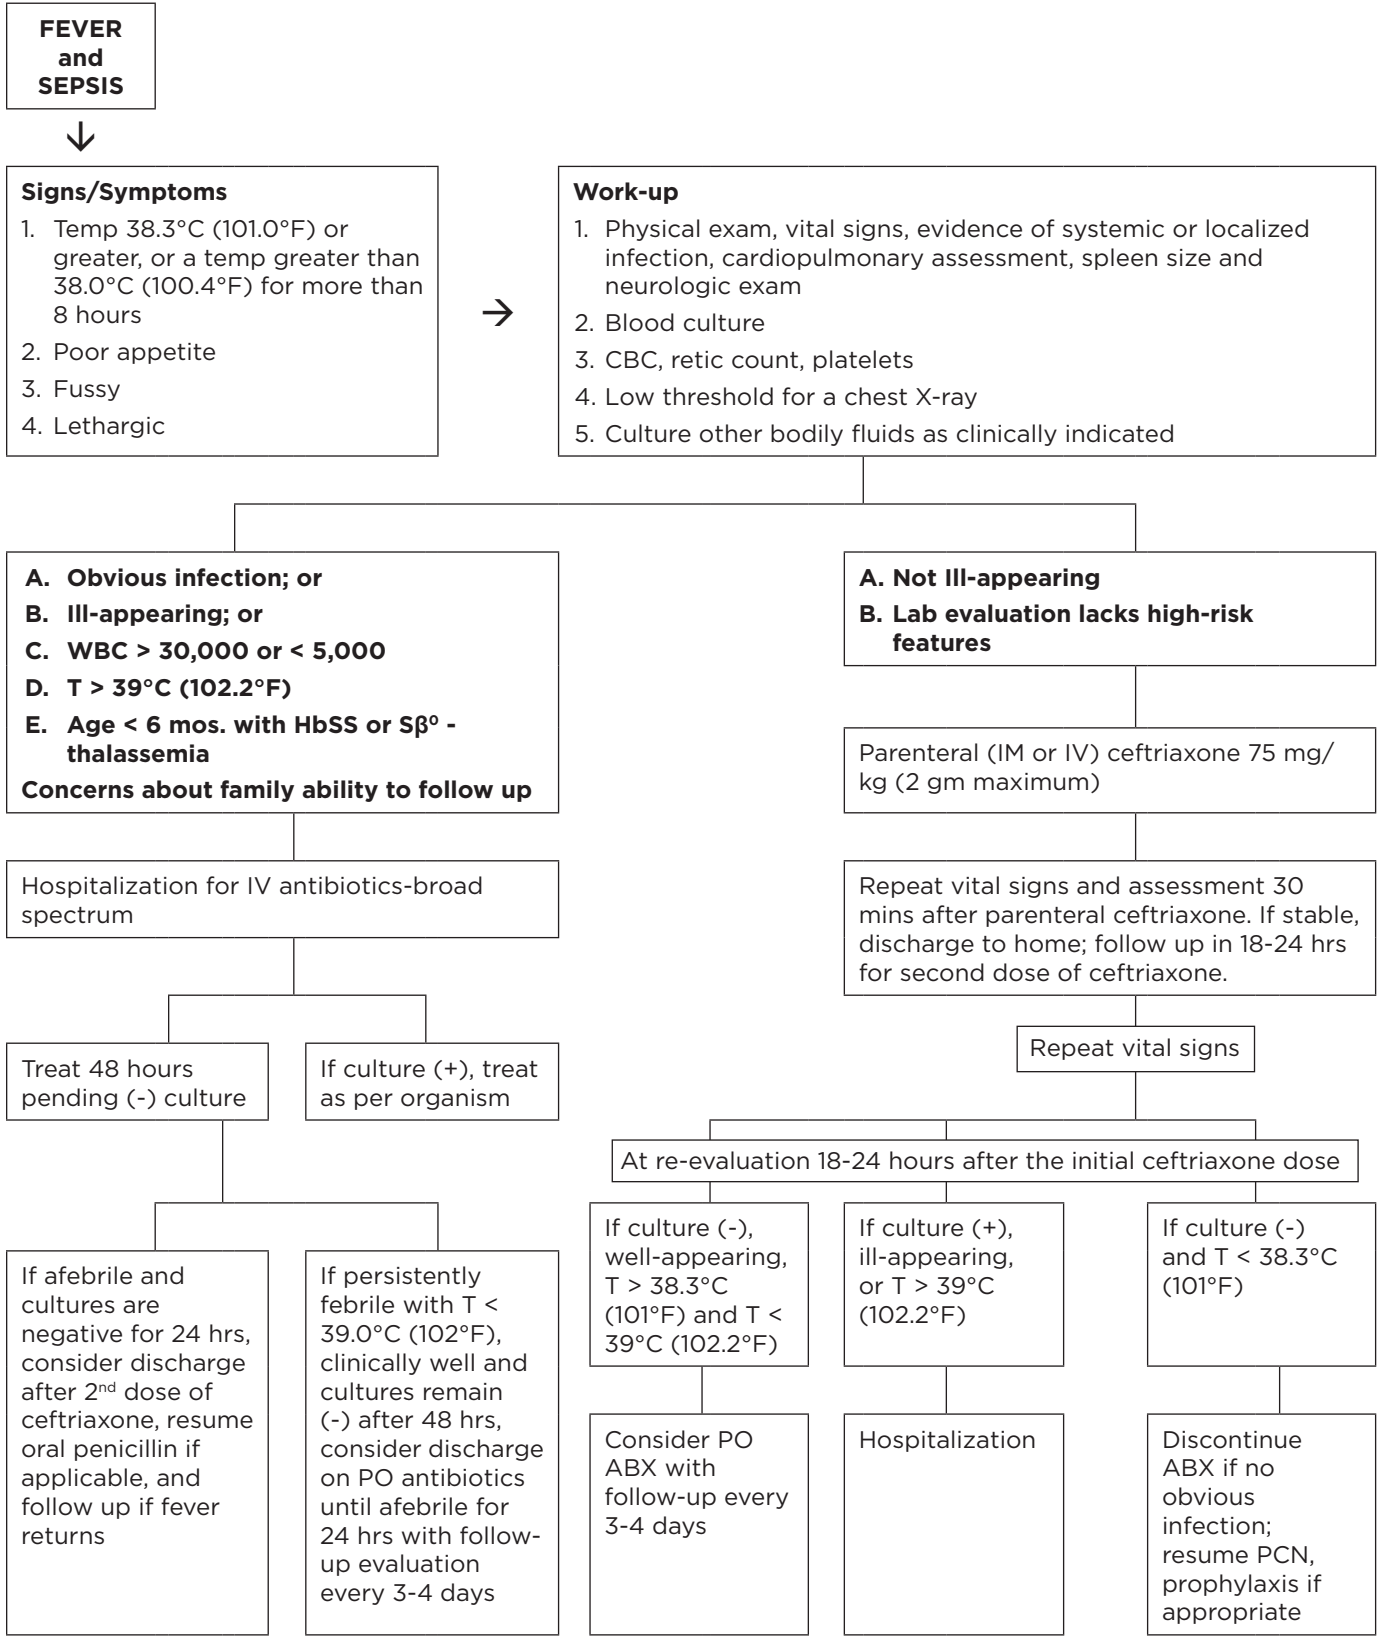 FEVER
and
SEPSIS
Signs/Symptoms
1. Temp 38.3°C (101.0°F) or
greater, or a temp greater than
38.0°C (100.4°F) for more than
8 hours
2. Poor appetite
3. Fussy
4. Lethargic
Work-up
1. Physical exam, vital signs, evidence of systemic or localized
infection, cardiopulmonary assessment, spleen size and
neurologic exam
2. Blood culture
3. CBC, retic count, platelets
4. Low threshold for a chest X-ray
5. Culture other bodily fluids as clinically indicated
A. Obvious infection; or
B. Ill-appearing; or
C. WBC > 30,000 or < 5,000
D. T > 39°C (102.2°F)
E. Age < 6 mos. with HbSS or Sβ⁰ -
thalassemia
Concerns about family ability to follow up
Hospitalization for IV antibiotics-broad
spectrum
Treat 48 hours
pending (-) culture
If culture (+), treat
as per organism
If afebrile and
cultures are
negative for 24 hrs,
consider discharge
after 2nd dose of
ceftriaxone, resume
oral penicillin if
applicable, and
follow up if fever
returns
If persistently
febrile with T <
39.0°C (102°F),
clinically well and
cultures remain
(-) after 48 hrs,
consider discharge
on PO antibiotics
until afebrile for
24 hrs with follow-
up evaluation
every 3-4 days
A. Not Ill-appearing
B. Lab evaluation lacks high-risk
features
Parenteral (IM or IV) ceftriaxone 75 mg/
kg (2 gm maximum)
Repeat vital signs and assessment 30
mins after parenteral ceftriaxone. If stable,
discharge to home; follow up in 18-24 hrs
for second dose of ceftriaxone.
Repeat vital signs
At re-evaluation 18-24 hours after the initial ceftriaxone dose
If culture (-),
well-appearing,
T > 38.3°C
(101°F) and T <
39°C (102.2°F)
Consider PO
ABX with
follow-up every
3-4 days
If culture (+),
ill-appearing,
or T > 39°C
(102.2°F)
Hospitalization
If culture (-)
and T < 38.3°C
(101°F)
Discontinue
ABX if no
obvious
infection;
resume PCN,
prophylaxis if
appropriate